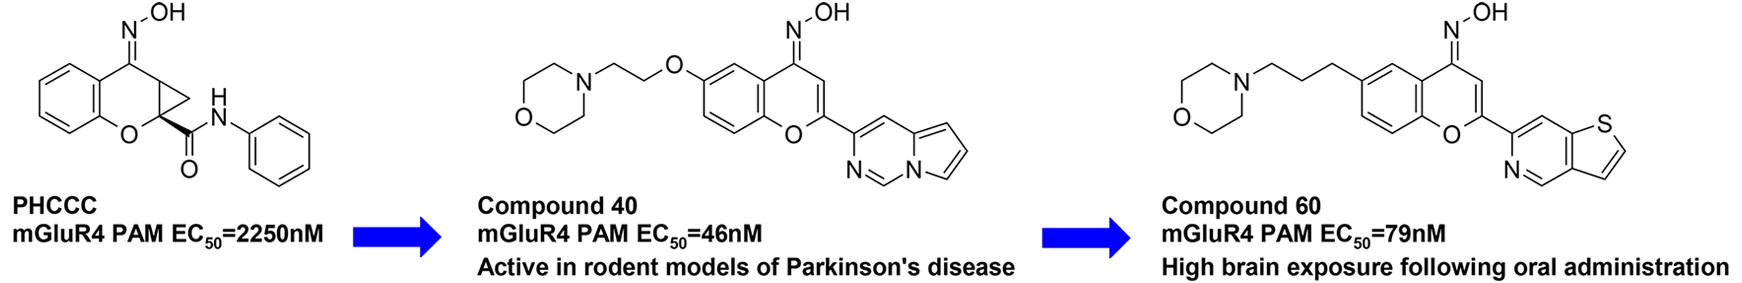 PHCCC
mGluR4 PAM EC50=2250nM
Compound 40
mGluR4 PAM EC50=46nM
Active in rodent models of Parkinson's disease
Compound 60
mGluR4 PAM EC50=79nM
High brain exposure following oral administration
OH
N
H
N
O
O
OH
N
O
N
O
O
N
N
OH
N
N
O
O
S
N